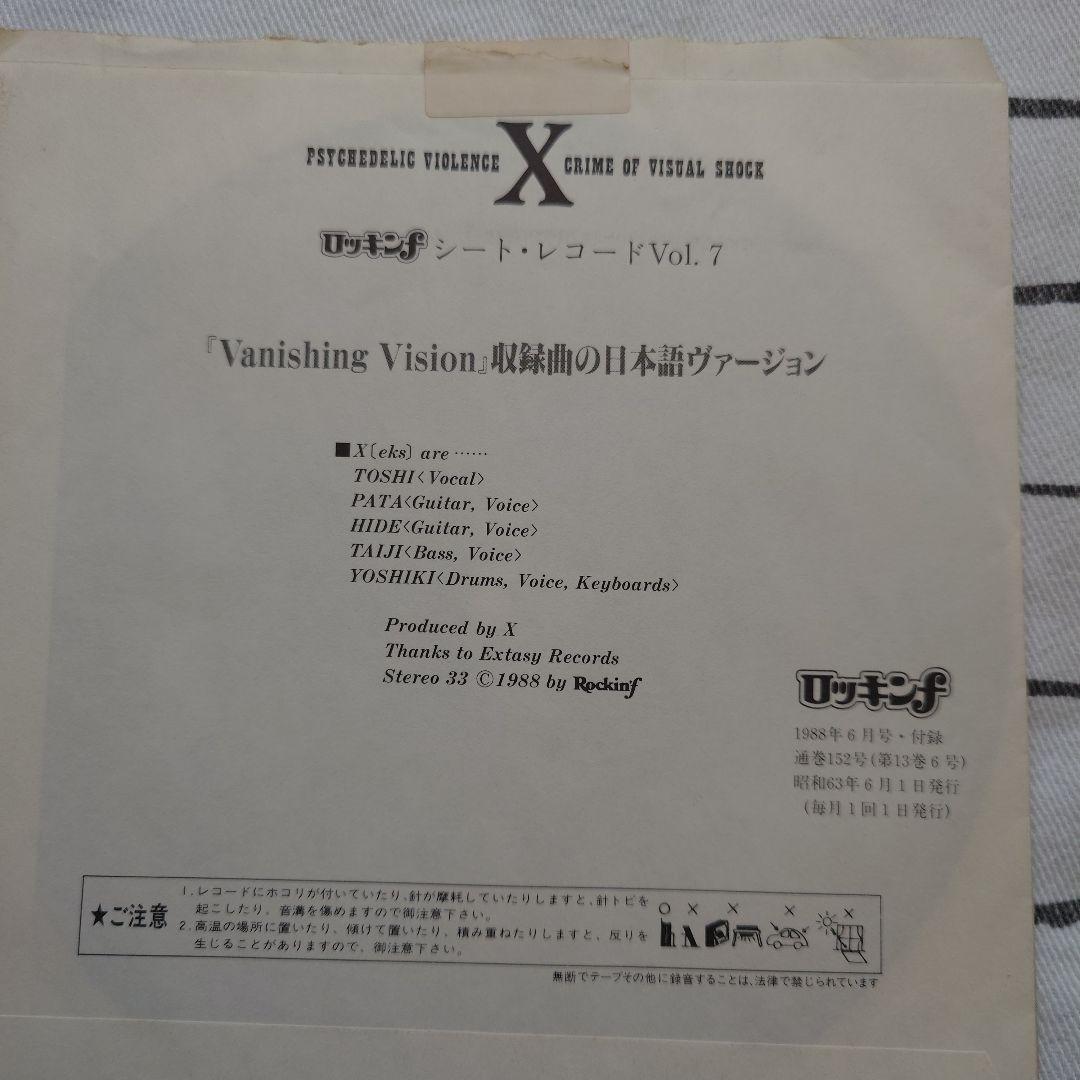 PSYCHEDELIC VIOLENCE X CRIME OF VISUAL SHOCK
ロッキンf シート・レコードVol. 7
『Vanishing Vision』収録曲の日本語ヴァージョン
■X〔eks〕are ……
TOSHI〈Vocal〉
PATA〈Guitar, Voice〉
HIDE〈Guitar, Voice〉
TAIJI〈Bass, Voice〉
YOSHIKI〈Drums, Voice, Keyboards〉
Produced by X
Thanks to Extasy Records
Stereo 33 ©1988 by Rockin'f
ロッキンf
1988年6月号・付録
通巻152号(第13巻6号)
昭和63年6月1日発行
(毎月1回1日発行)
★ご注意
1.レコードにホコリが付いていたり、針が摩耗していたりしますと、針トビを
起こしたり、音溝を傷めますので御注意下さい。
2.高温の場所に置いたり、傾けて置いたり、積み重ねたりしますと、反りを
生じることがありますので、御注意下さい。
○ × × × ×
無断でテープその他に録音することは、法律で禁じられています